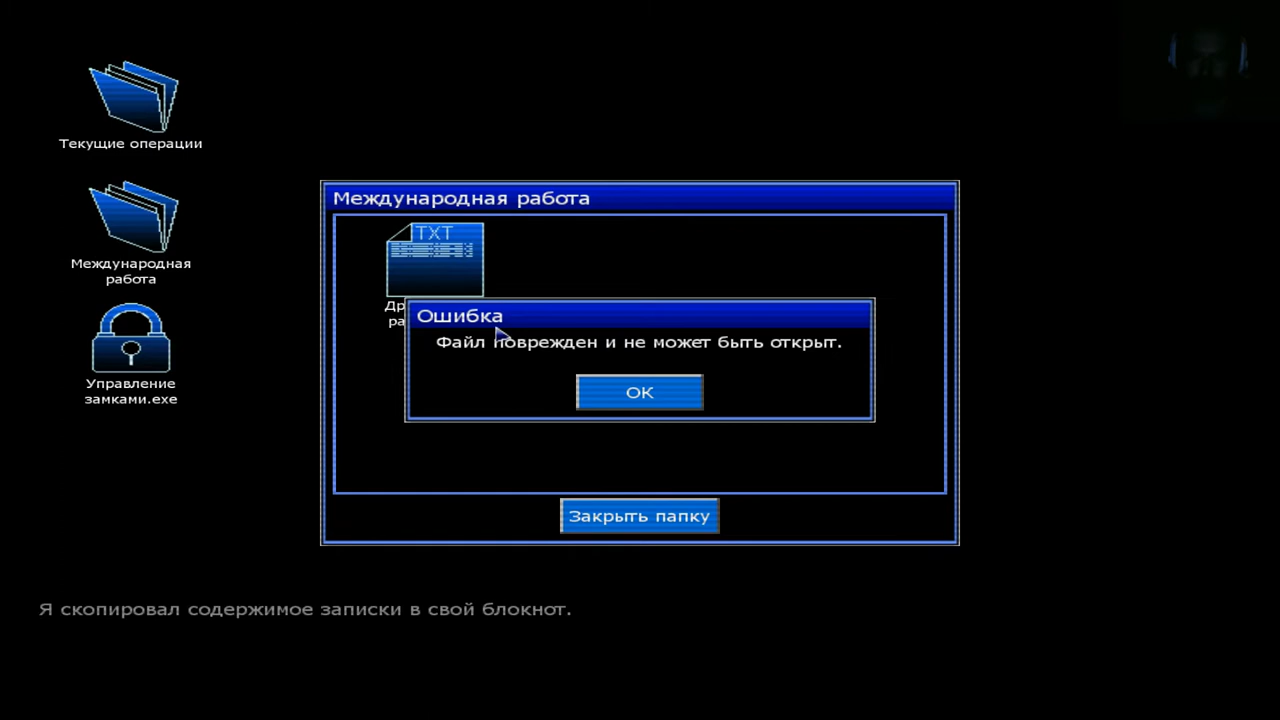 Текущие операции
Международная
работа
Управление
замками.exe
Международная работа
TXT
Ошибка
Файл поврежден и не может быть открыт.
OK
Закрыть папку
Я скопировал содержимое записки в свой блокнот.